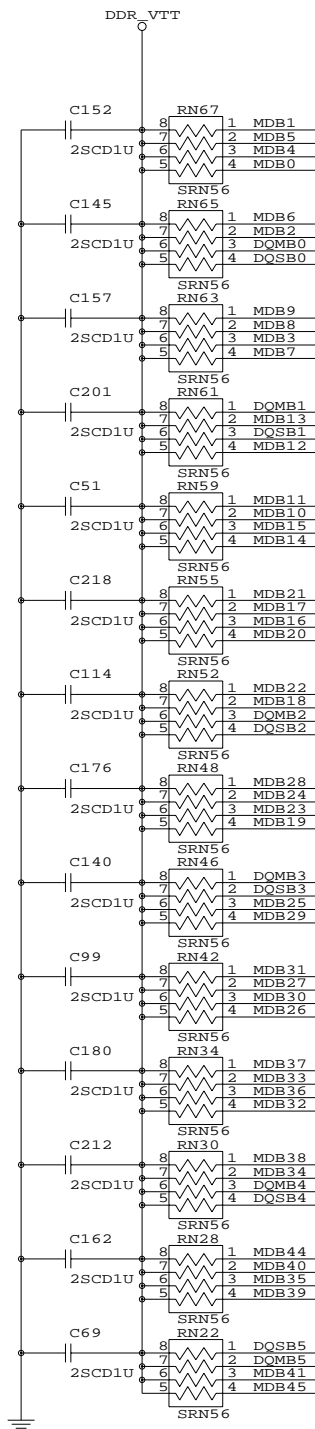 DDR_VTT
C152 RN67
8 1 MDB1
7 2 MDB5
2SCD1U 6 3 MDB4
5 4 MDB0
SRN56
C145 RN65
8 1 MDB6
7 2 MDB2
2SCD1U 6 3 DQMB0
5 4 DQSB0
SRN56
C157 RN63
8 1 MDB9
7 2 MDB8
2SCD1U 6 3 MDB3
5 4 MDB7
SRN56
C201 RN61
8 1 DQMB1
7 2 MDB13
2SCD1U 6 3 DQSB1
5 4 MDB12
SRN56
C51 RN59
8 1 MDB11
7 2 MDB10
2SCD1U 6 3 MDB15
5 4 MDB14
SRN56
C218 RN55
8 1 MDB21
7 2 MDB17
2SCD1U 6 3 MDB16
5 4 MDB20
SRN56
C114 RN52
8 1 MDB22
7 2 MDB18
2SCD1U 6 3 DQMB2
5 4 DQSB2
SRN56
C176 RN48
8 1 MDB28
7 2 MDB24
2SCD1U 6 3 MDB23
5 4 MDB19
SRN56
C140 RN46
8 1 DQMB3
7 2 DQSB3
2SCD1U 6 3 MDB25
5 4 MDB29
SRN56
C99 RN42
8 1 MDB31
7 2 MDB27
2SCD1U 6 3 MDB30
5 4 MDB26
SRN56
C180 RN34
8 1 MDB37
7 2 MDB33
2SCD1U 6 3 MDB36
5 4 MDB32
SRN56
C212 RN30
8 1 MDB38
7 2 MDB34
2SCD1U 6 3 DQMB4
5 4 DQSB4
SRN56
C162 RN28
8 1 MDB44
7 2 MDB40
2SCD1U 6 3 MDB35
5 4 MDB39
SRN56
C69 RN22
8 1 DQSB5
7 2 DQMB5
2SCD1U 6 3 MDB41
5 4 MDB45
SRN56